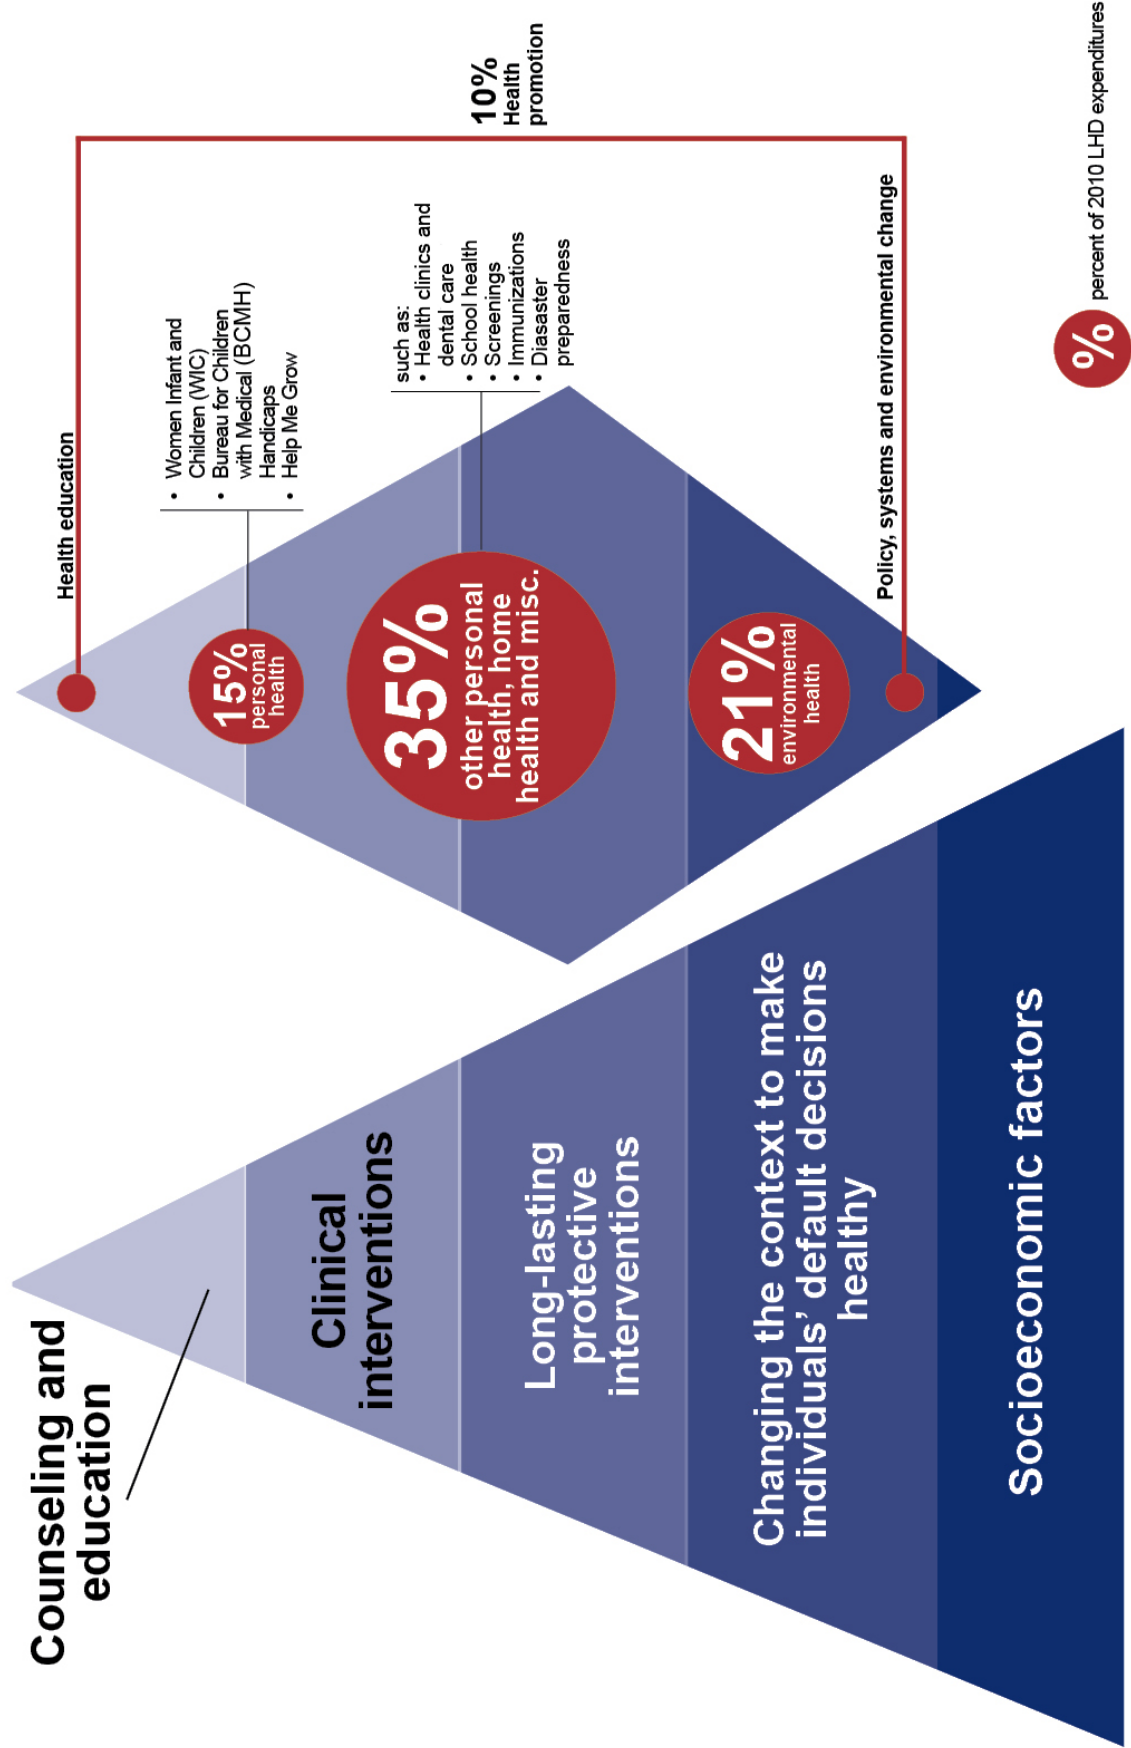 Counseling and
education
Clinical
interventions
Long-lasting
protective
interventions
Changing the context to make
individuals’ default decisions
healthy
Socioeconomic factors
Health education
15%
personal
health
• Women Infant and
Children (WIC)
• Bureau for Children
with Medical (BCMH)
Handicaps
• Help Me Grow
35%
other personal
health, home
health and misc.
such as:
• Health clinics and
dental care
• School health
• Screenings
• Immunizations
• Diasaster
preparedness
21%
environmental
health
Policy, systems and environmental change
10%
Health
promotion
% percent of 2010 LHD expenditures